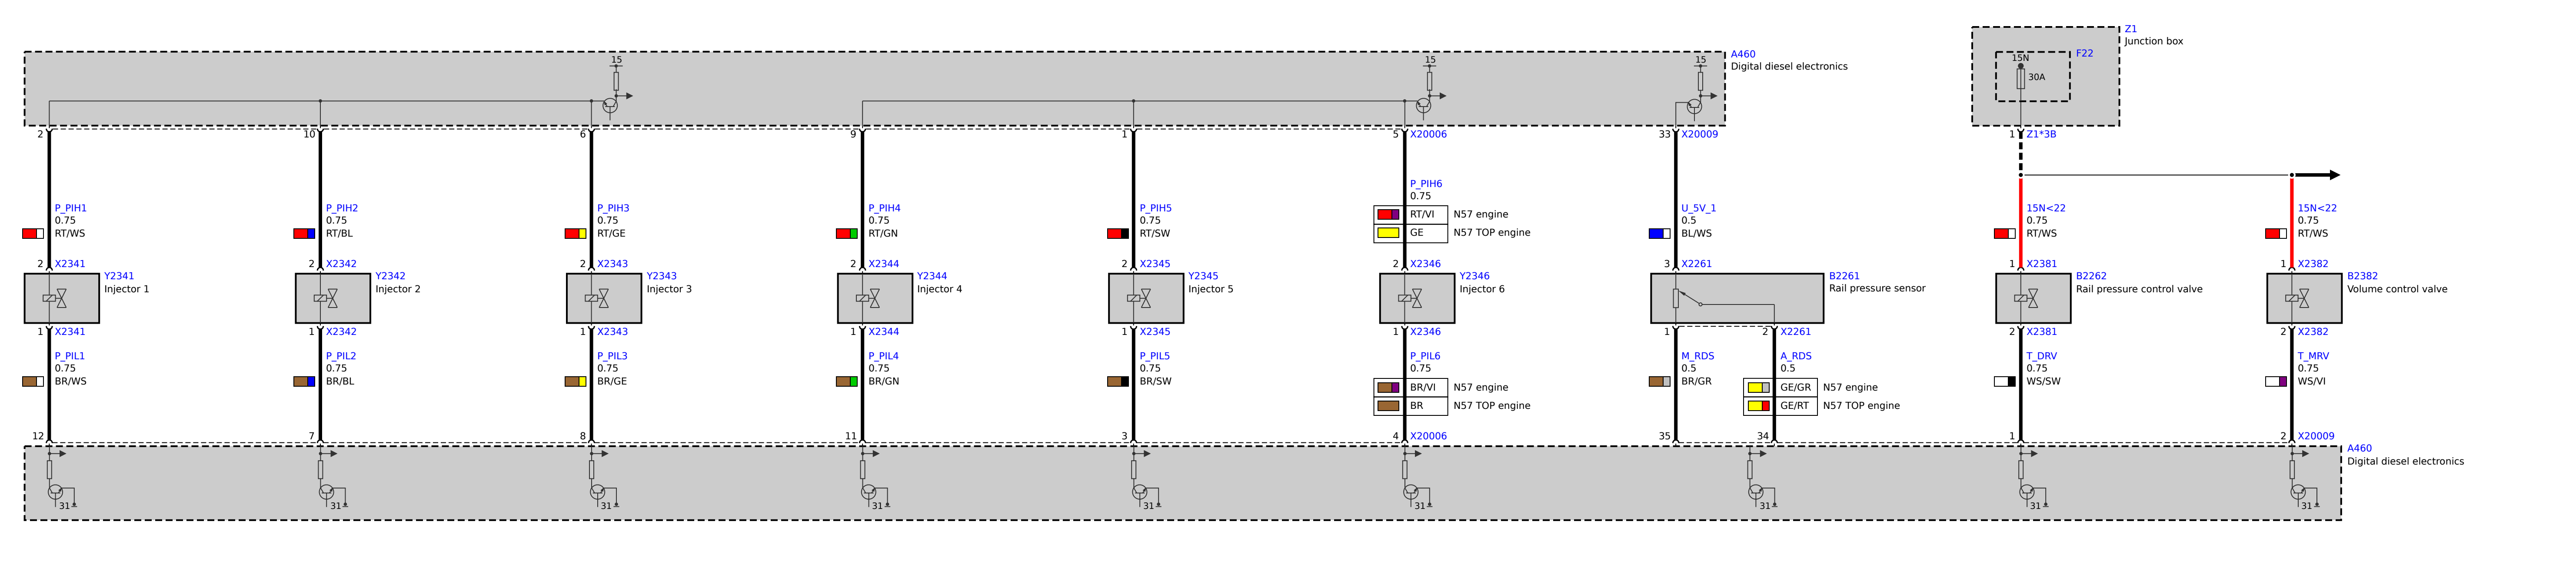 Z1
Junction box
F22
15N
30A
15
15
15
A460
Digital diesel electronics
2
10
6
9
1
5
X20006
33
X20009
1
Z1*3B
P_PIH1
0.75
RT/WS
P_PIH2
0.75
RT/BL
P_PIH3
0.75
RT/GE
P_PIH4
0.75
RT/GN
P_PIH5
0.75
RT/SW
P_PIH6
0.75
RT/VI
N57 engine
GE
N57 TOP engine
U_5V_1
0.5
BL/WS
15N<22
0.75
RT/WS
15N<22
0.75
RT/WS
2
X2341
2
X2342
2
X2343
2
X2344
2
X2345
2
X2346
3
X2261
1
X2381
1
X2382
Y2341
Injector 1
Y2342
Injector 2
Y2343
Injector 3
Y2344
Injector 4
Y2345
Injector 5
Y2346
Injector 6
B2261
Rail pressure sensor
B2262
Rail pressure control valve
B2382
Volume control valve
1
X2341
1
X2342
1
X2343
1
X2344
1
X2345
1
X2346
1
2
X2261
2
X2381
2
X2382
P_PIL1
0.75
BR/WS
P_PIL2
0.75
BR/BL
P_PIL3
0.75
BR/GE
P_PIL4
0.75
BR/GN
P_PIL5
0.75
BR/SW
P_PIL6
0.75
BR/VI
N57 engine
BR
N57 TOP engine
M_RDS
0.5
BR/GR
A_RDS
0.5
GE/GR
N57 engine
GE/RT
N57 TOP engine
T_DRV
0.75
WS/SW
T_MRV
0.75
WS/VI
12
7
8
11
3
4
X20006
35
34
1
2
X20009
A460
Digital diesel electronics
31
31
31
31
31
31
31
31
31